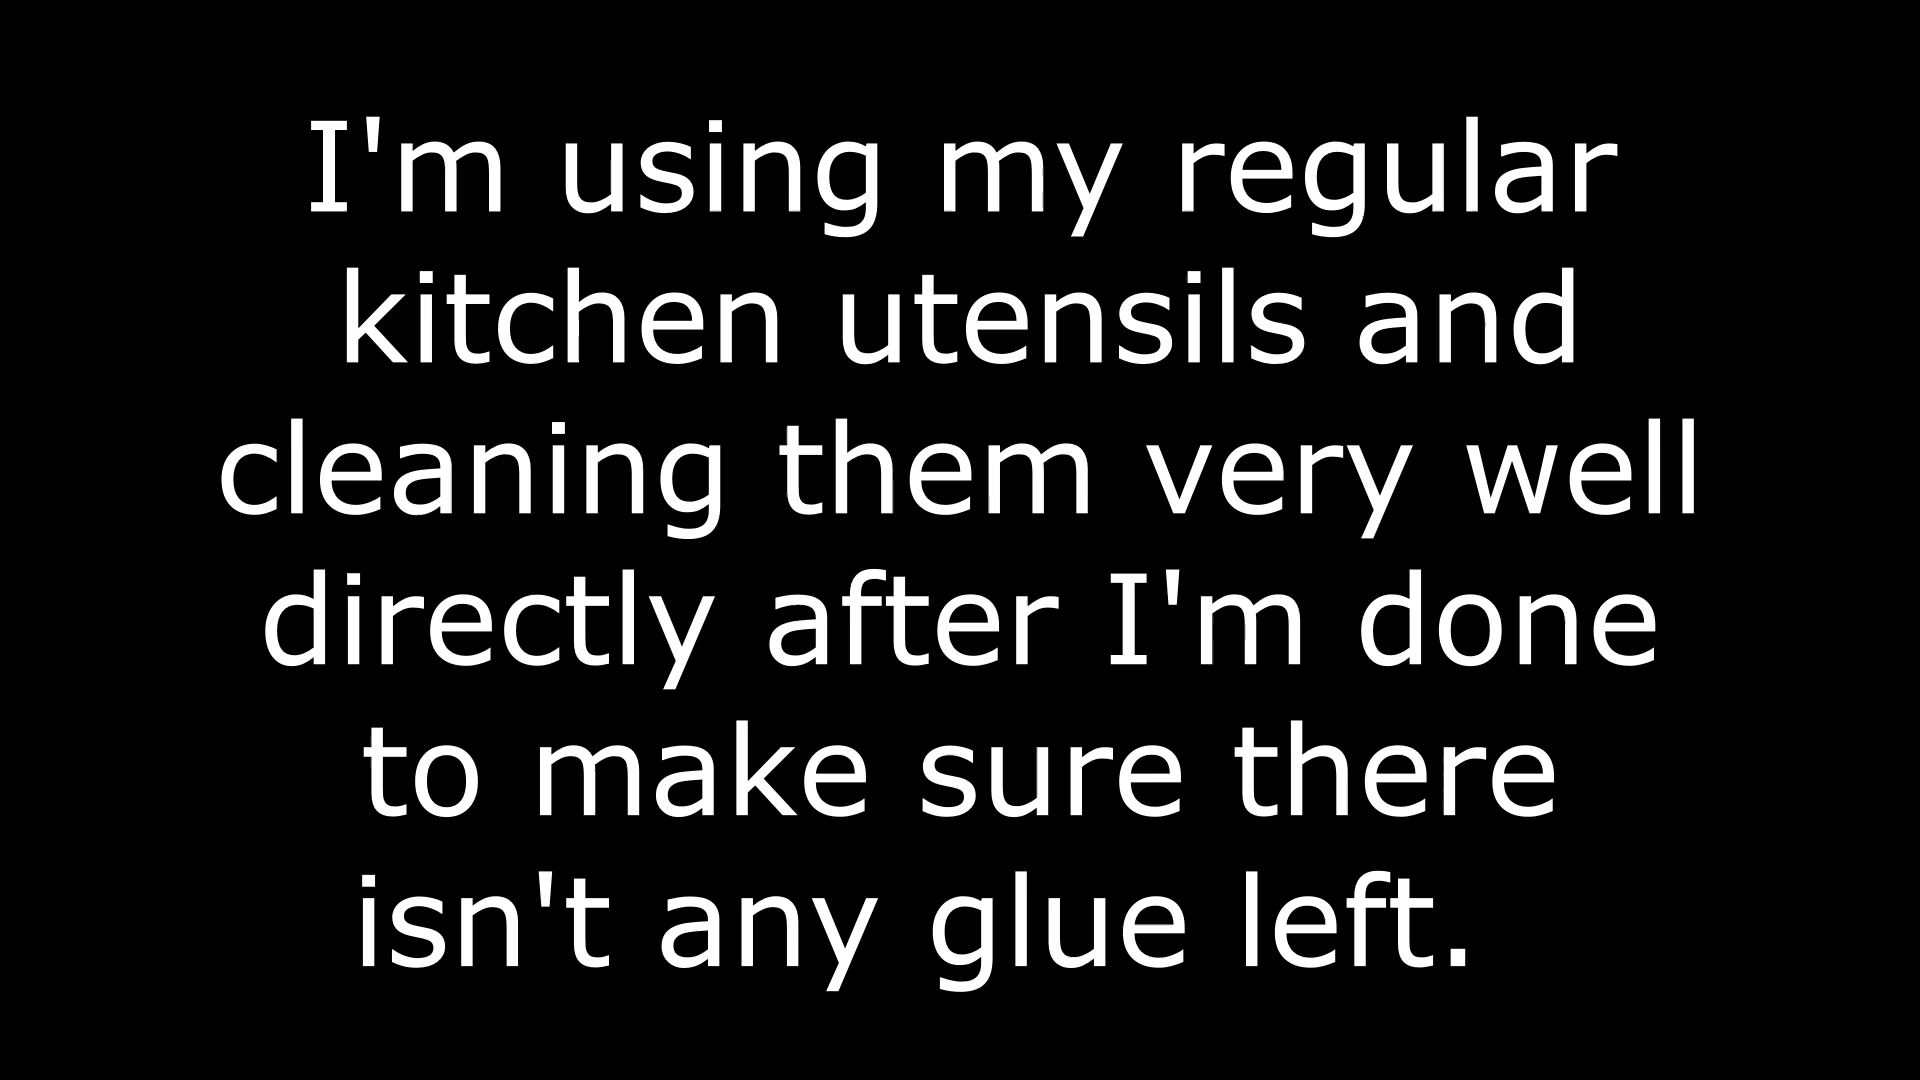 I'm using my regular
kitchen utensils and
cleaning them very well
directly after I'm done
to make sure there
isn't any glue left.